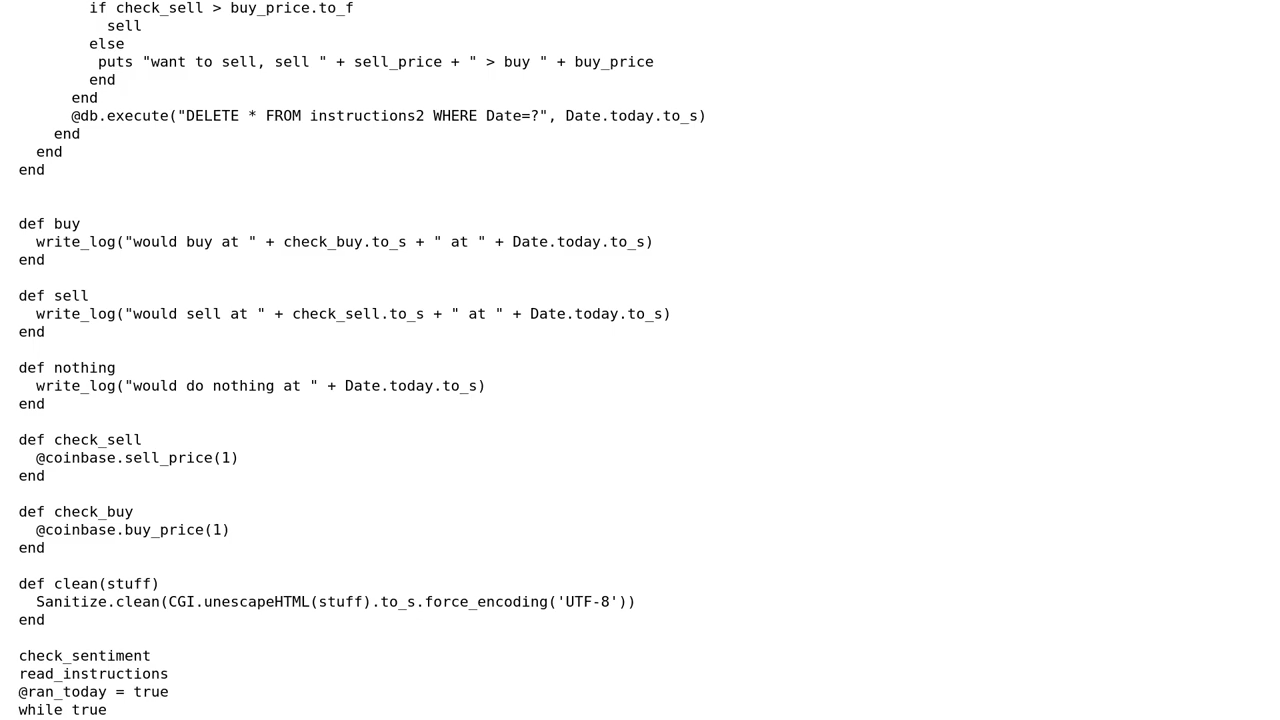 if check_sell > buy_price.to_f
          sell
        else
         puts "want to sell, sell " + sell_price + " > buy " + buy_price
        end
      end
      @db.execute("DELETE * FROM instructions2 WHERE Date=?", Date.today.to_s)
    end
  end
end


def buy
  write_log("would buy at " + check_buy.to_s + " at " + Date.today.to_s)
end

def sell
  write_log("would sell at " + check_sell.to_s + " at " + Date.today.to_s)
end

def nothing
  write_log("would do nothing at " + Date.today.to_s)
end

def check_sell
  @coinbase.sell_price(1)
end

def check_buy
  @coinbase.buy_price(1)
end

def clean(stuff)
  Sanitize.clean(CGI.unescapeHTML(stuff).to_s.force_encoding('UTF-8'))
end

check_sentiment
read_instructions
@ran_today = true
while true